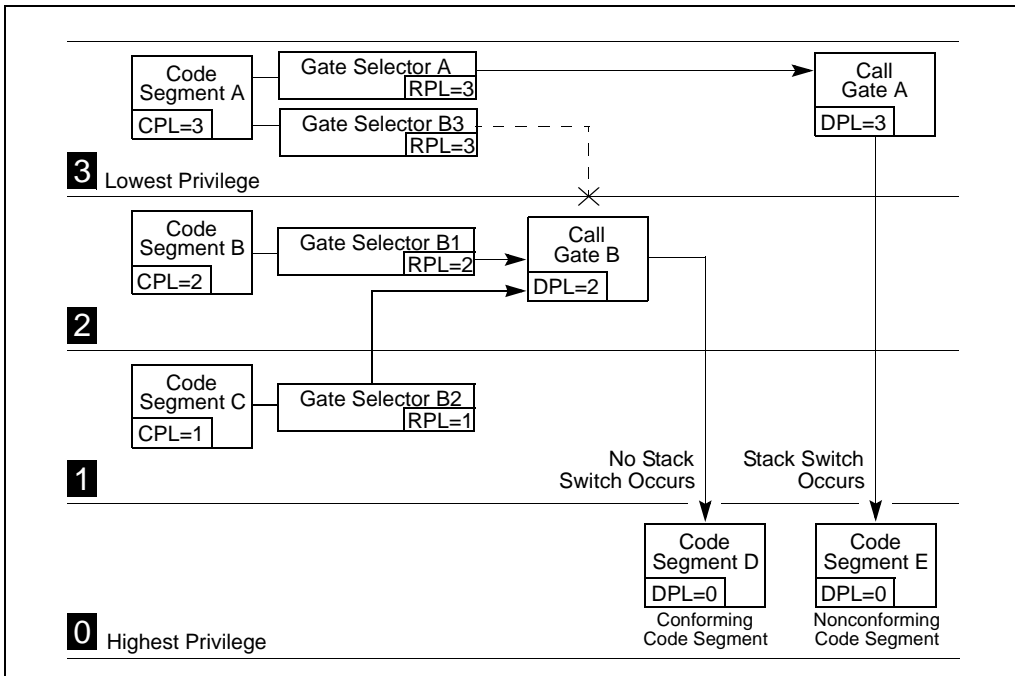 Code
Segment A
CPL=3
Gate Selector A
RPL=3
Gate Selector B3
RPL=3
Call
Gate A
DPL=3
3 Lowest Privilege
Code
Segment B
CPL=2
Gate Selector B1
RPL=2
Call
Gate B
DPL=2
2
Code
Segment C
CPL=1
Gate Selector B2
RPL=1
No Stack
Switch Occurs
Stack Switch
Occurs
1
Code
Segment D
DPL=0
Conforming
Code Segment
Code
Segment E
DPL=0
Nonconforming
Code Segment
0 Highest Privilege